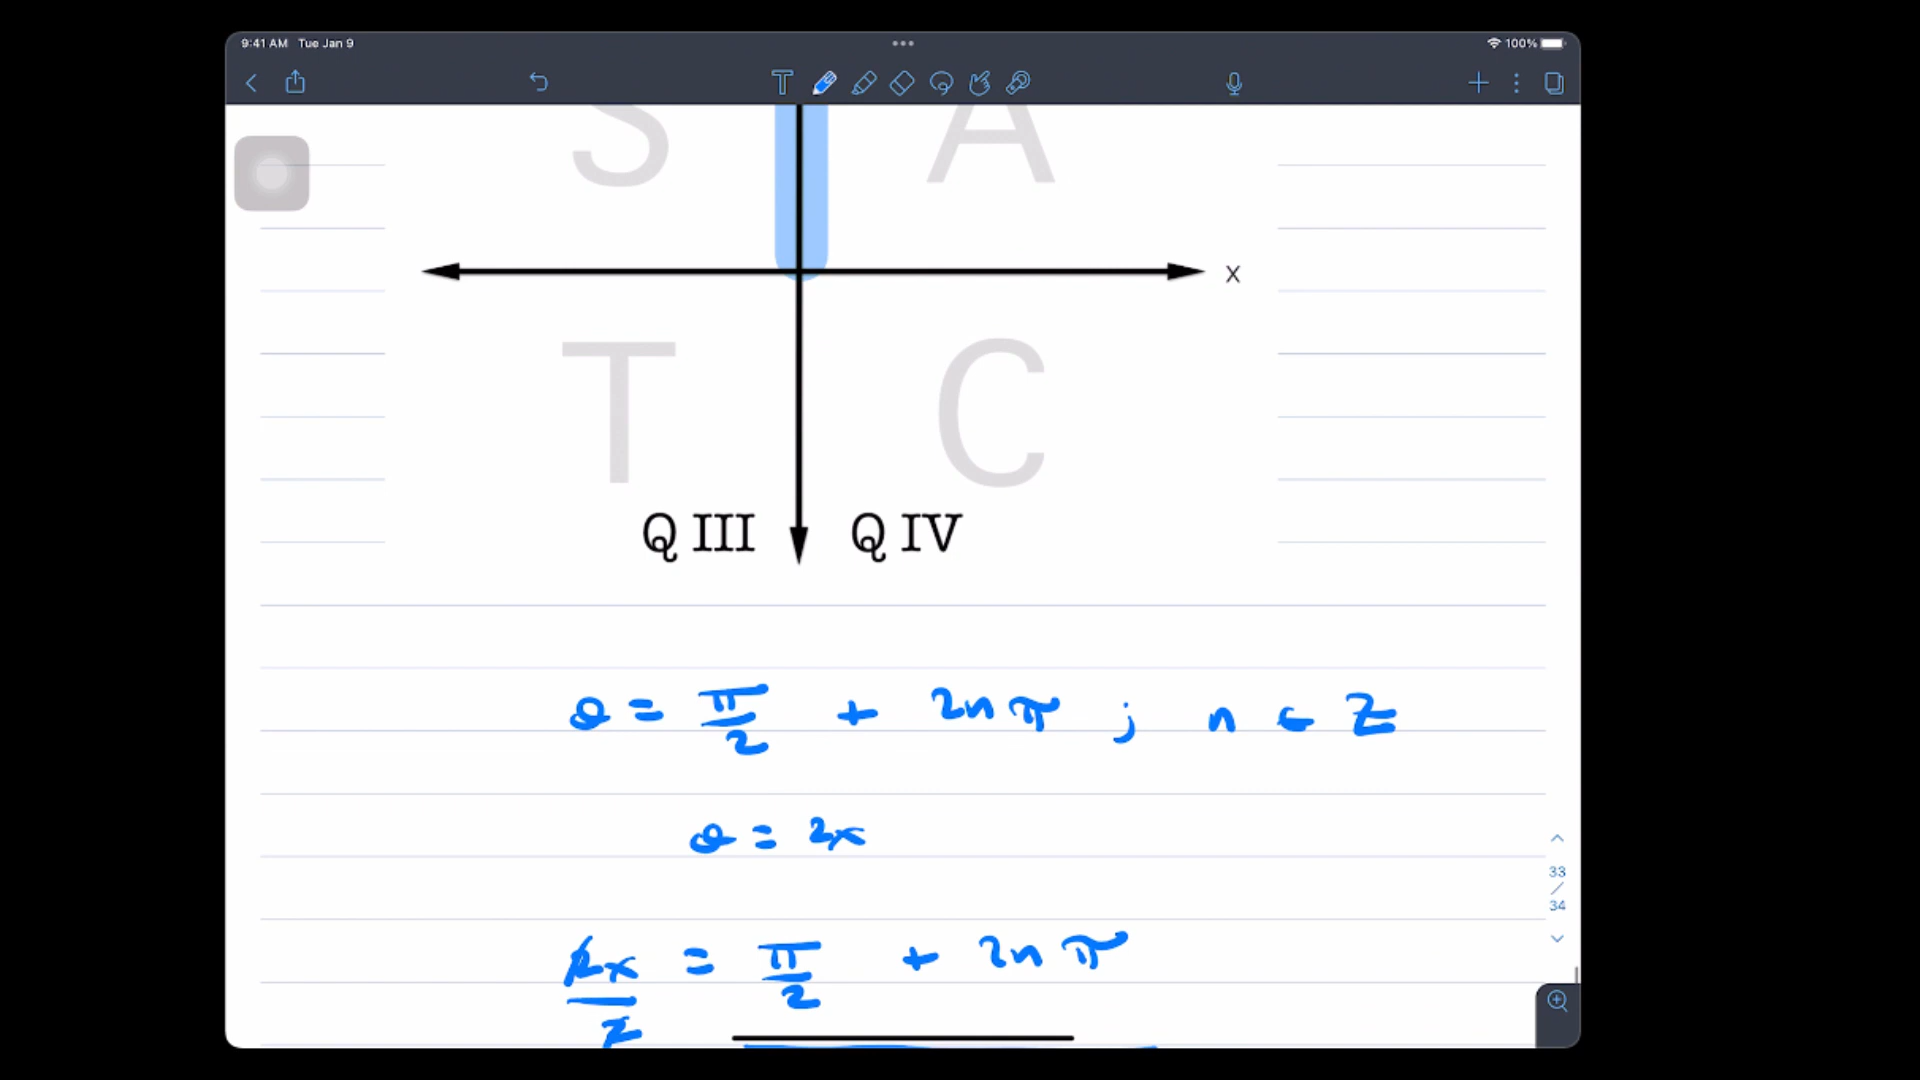 9:41 AM Tue Jan 9
100%
T
S A
X
T C
Q III Q IV
θ = π/2 + 2nπ ; n ∈ Z
θ = 2x
33
/
34
2x/2 = π/2 + 2nπ